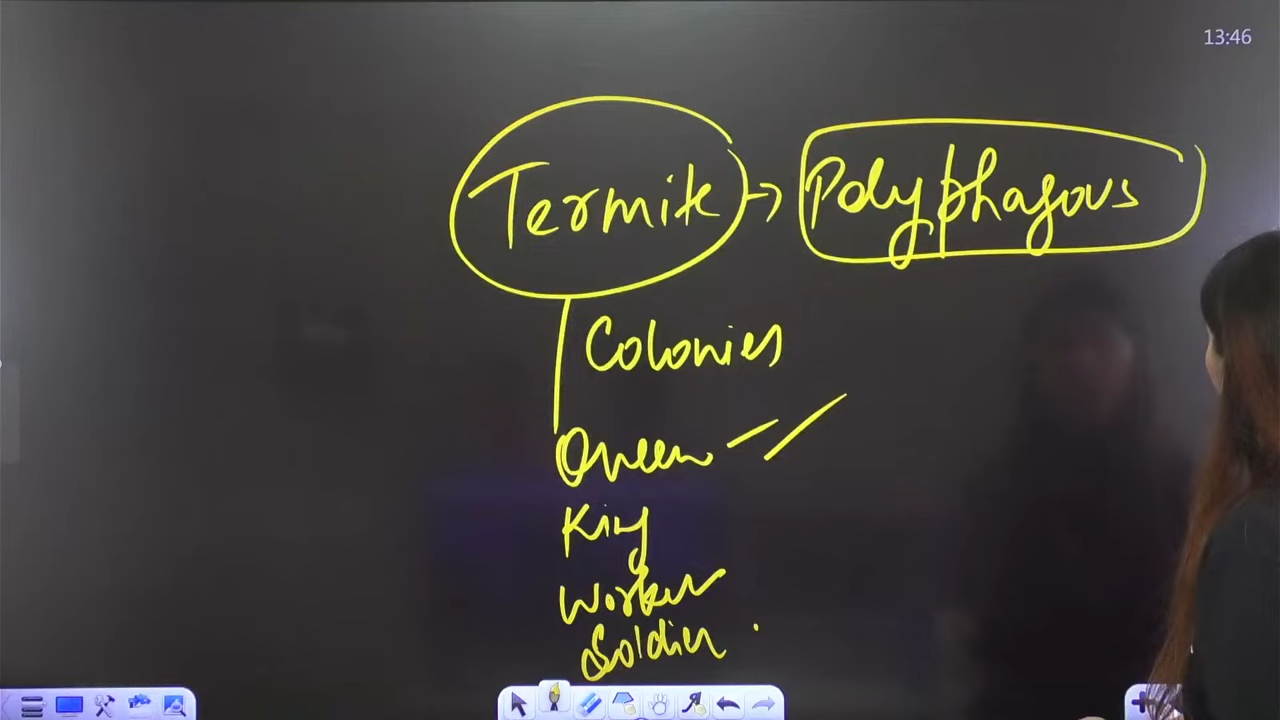 13:46
Termite → Polyphagous
Colonies
Queen
King
Worker
Soldier